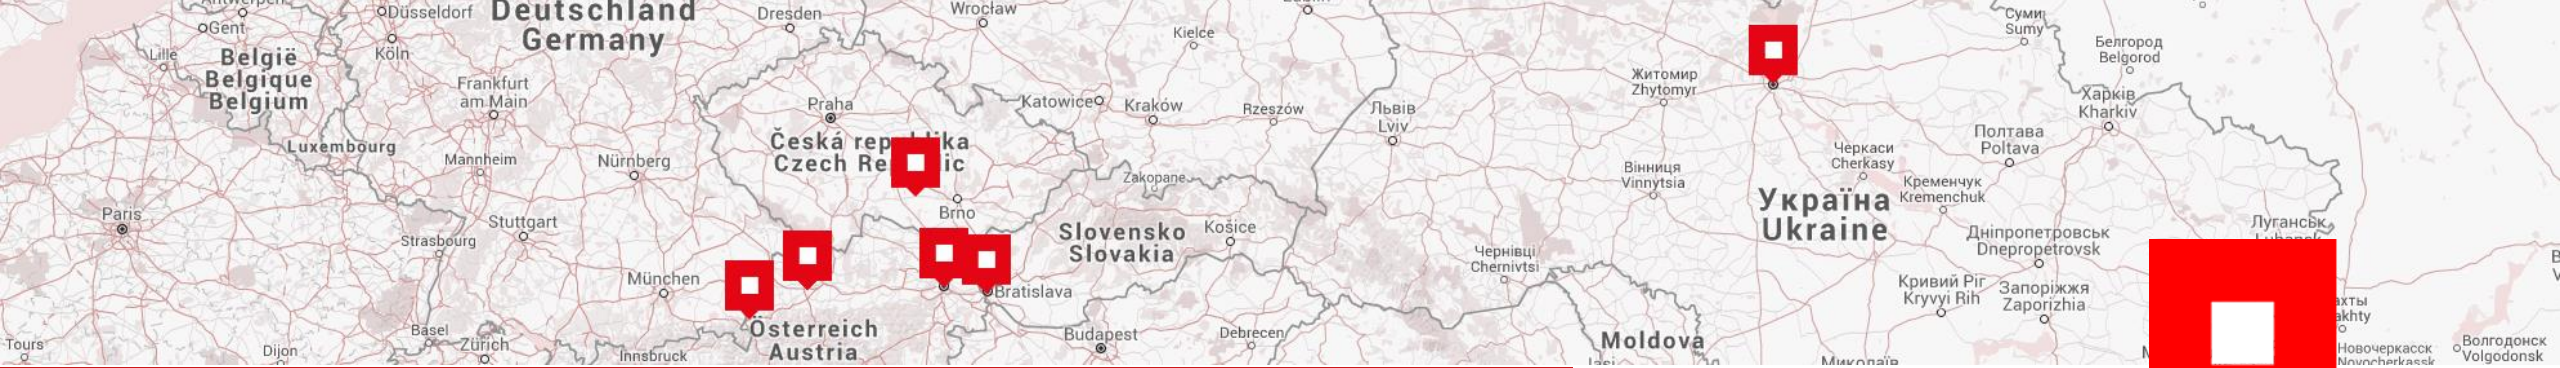 Antwerpen
Gent
Lille
België
Belgique
Belgium
Düsseldorf
Köln
Deutschland
Germany
Frankfurt
am Main
Luxembourg
Mannheim
Nürnberg
Paris
Stuttgart
Strasbourg
München
Basel
Zürich
Tours
Dijon
Innsbruck
Dresden
Wrocław
Praha
Česká
Czech
Brno
Österreich
Austria
Kielce
Katowice
Kraków
Rzeszów
Zakopane
Slovensko
Slovakia
Košice
Bratislava
Budapest
Debrecen
Львів
Lviv
Житомир
Zhytomyr
Вінниця
Vinnytsia
Чернівці
Chernivtsi
Moldova
Суми
Sumy
Белгород
Belgorod
Харків
Kharkiv
Полтава
Poltava
Черкаси
Cherkasy
Кременчук
Kremenchuk
Україна
Ukraine
Дніпропетровськ
Dnepropetrovsk
Кривий Ріг
Kryvyi Rih
Запоріжжя
Zaporizhia
Миколаїв
Луганськ
Новочеркасск
Novocherkassk
Волгодонск
Volgodonsk